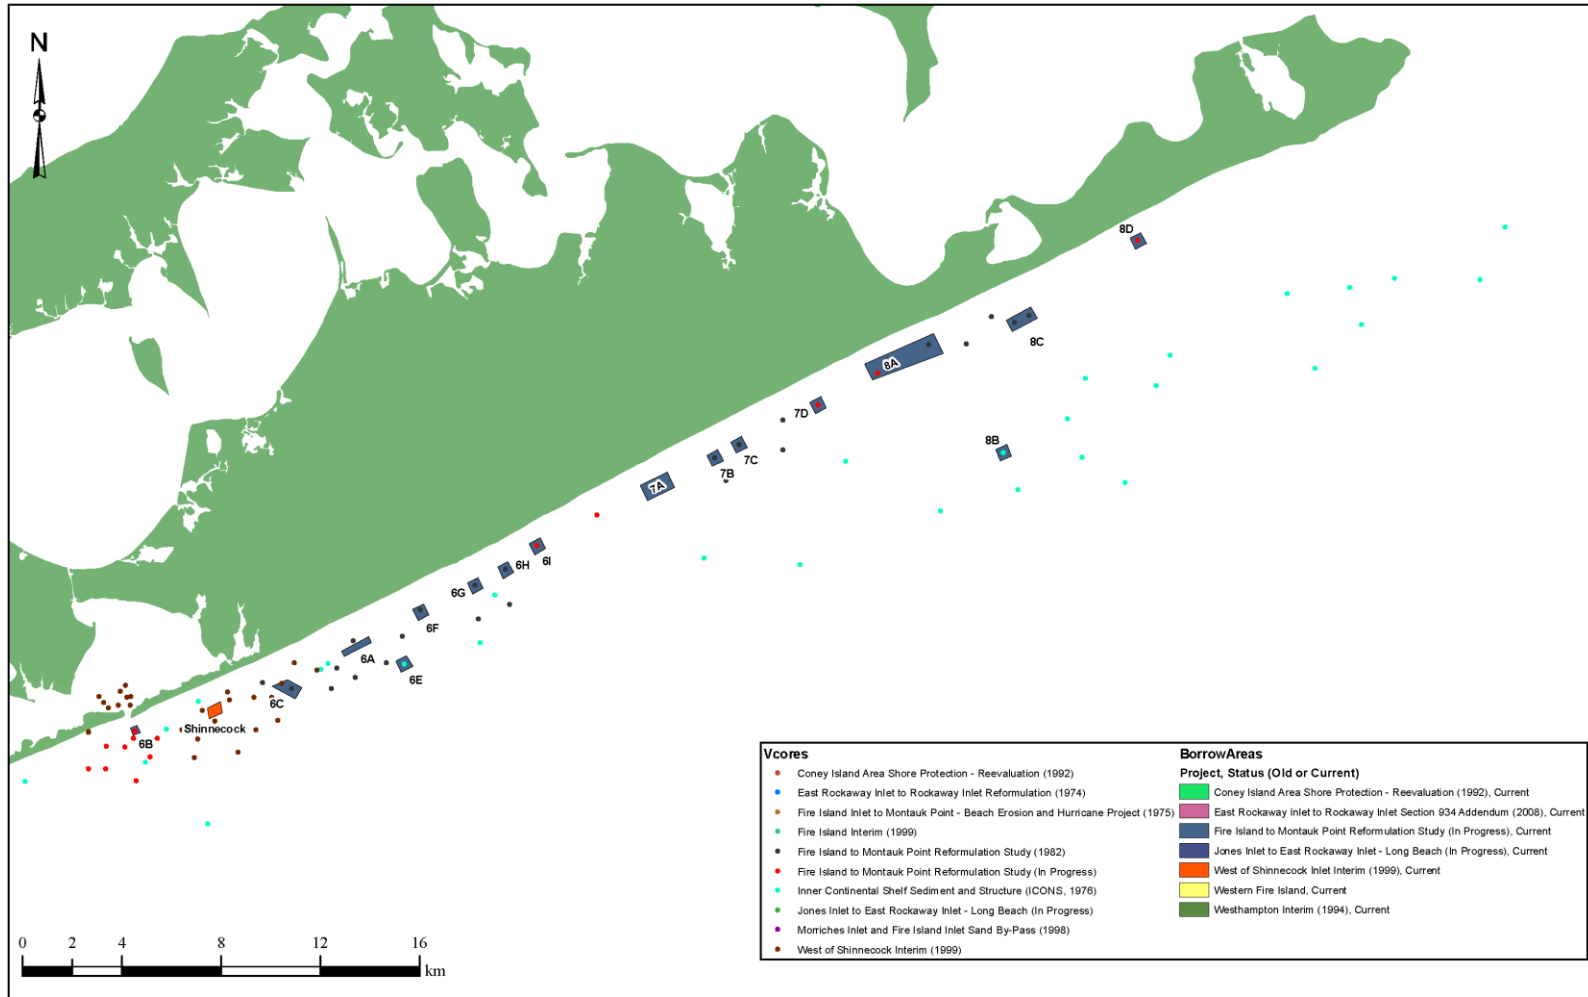 N
8D
8C
8A
7D
8B
7C
7B
7A
6I
6H
6G
6F
6A
6E
6C
Shinnecock
6B
Vcores
Coney Island Area Shore Protection - Reevaluation (1992)
East Rockaway Inlet to Rockaway Inlet Reformulation (1974)
Fire Island Inlet to Montauk Point - Beach Erosion and Hurricane Project (1975)
Fire Island Interim (1999)
Fire Island to Montauk Point Reformulation Study (1982)
Fire Island to Montauk Point Reformulation Study (In Progress)
Inner Continental Shelf Sediment and Structure (ICONS, 1976)
Jones Inlet to East Rockaway Inlet - Long Beach (In Progress)
Morriches Inlet and Fire Island Inlet Sand By-Pass (1998)
West of Shinnecock Interim (1999)
BorrowAreas
Project, Status (Old or Current)
Coney Island Area Shore Protection - Reevaluation (1992), Current
East Rockaway Inlet to Rockaway Inlet Section 934 Addendum (2008), Current
Fire Island to Montauk Point Reformulation Study (In Progress), Current
Jones Inlet to East Rockaway Inlet - Long Beach (In Progress), Current
West of Shinnecock Inlet Interim (1999), Current
Western Fire Island, Current
Westhampton Interim (1994), Current
0 2 4 8 12 16
km